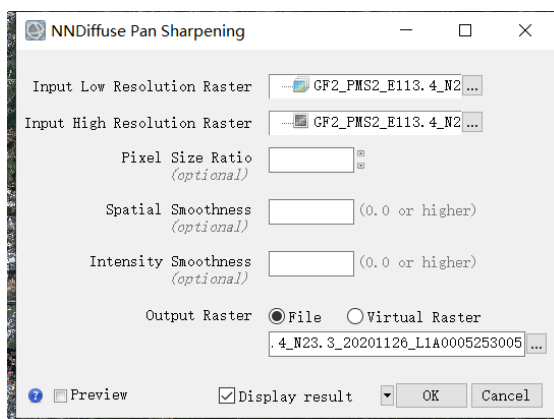 NNDiffuse Pan Sharpening
Input Low Resolution Raster GF2_PMS2_E113.4_N2 ...
Input High Resolution Raster GF2_PMS2_E113.4_N2 ...
Pixel Size Ratio
(optional)
Spatial Smoothness (0.0 or higher)
(optional)
Intensity Smoothness (0.0 or higher)
(optional)
Output Raster File Virtual Raster
.4_N23.3_20201126_L1A0005253005 ...
? Preview Display result OK Cancel